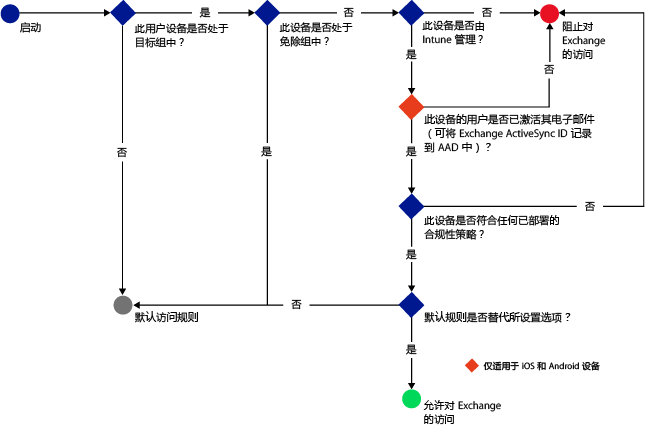 启动
此用户设备是否处于
目标组中？
是
此设备是否处于
免除组中？
否
此设备是否由
Intune 管理？
否
阻止对
Exchange
的访问
是
否
此设备的用户是否已激活其电子邮件
（可将 Exchange ActiveSync ID 记录
到 AAD 中）？
否
是
是
否
此设备是否符合任何已部署的
合规性策略？
是
否
默认访问规则
默认规则是否替代所设置选项？
是
仅适用于 iOS 和 Android 设备
允许对 Exchange
的访问